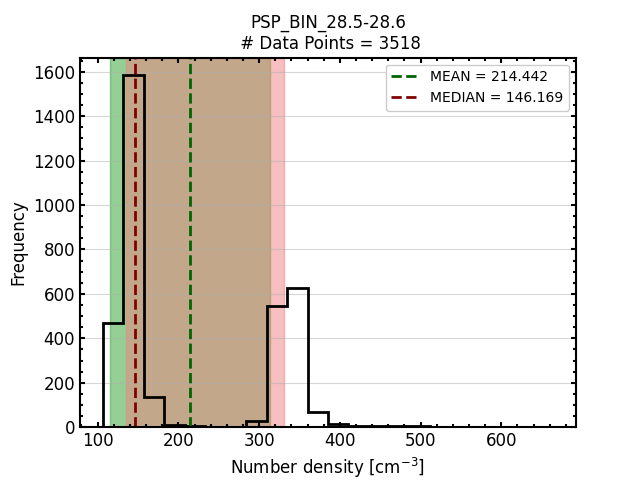 PSP_BIN_28.5-28.6
# Data Points = 3518
MEAN = 214.442
MEDIAN = 146.169
Frequency
1600
1400
1200
1000
800
600
400
200
0
100 200 300 400 500 600
Number density [cm⁻³]